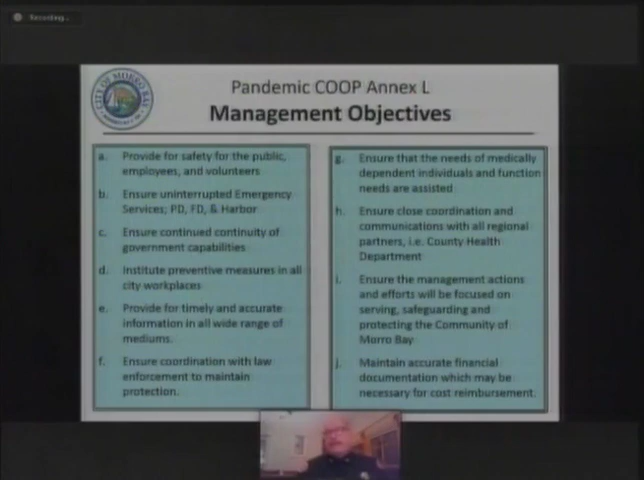 Recording...
CITY OF MORRO BAY
Pandemic COOP Annex L
Management Objectives
a. Provide for safety for the public,
employees, and volunteers
b. Ensure uninterrupted Emergency
Services; PD, FD, & Harbor
c. Ensure continued continuity of
government capabilities
d. Institute preventive measures in all
city workplaces
e. Provide for timely and accurate
information in all wide range of
mediums.
f. Ensure coordination with law
enforcement to maintain
protection.
g. Ensure that the needs of medically
dependent individuals and function
needs are assisted
h. Ensure close coordination and
communications with all regional
partners, i.e. County Health
Department
i. Ensure the management actions
and efforts will be focused on
serving, safeguarding and
protecting the Community of
Morro Bay
j. Maintain accurate financial
documentation which may be
necessary for cost reimbursement.